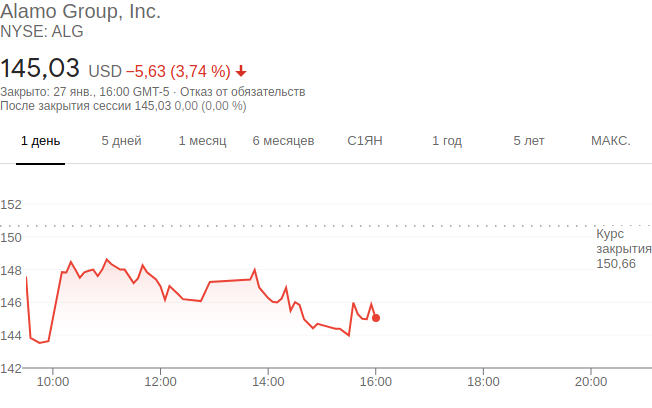 Alamo Group, Inc.
NYSE: ALG
145,03 USD −5,63 (3,74 %)
Закрыто: 27 янв., 16:00 GMT-5 · Отказ от обязательств
После закрытия сессии 145,03 0,00 (0,00 %)
1 день 5 дней 1 месяц 6 месяцев С1ЯН 1 год 5 лет МАКС.
152
150
148
146
144
142
Курс
закрытия
150,66
10:00 12:00 14:00 16:00 18:00 20:00